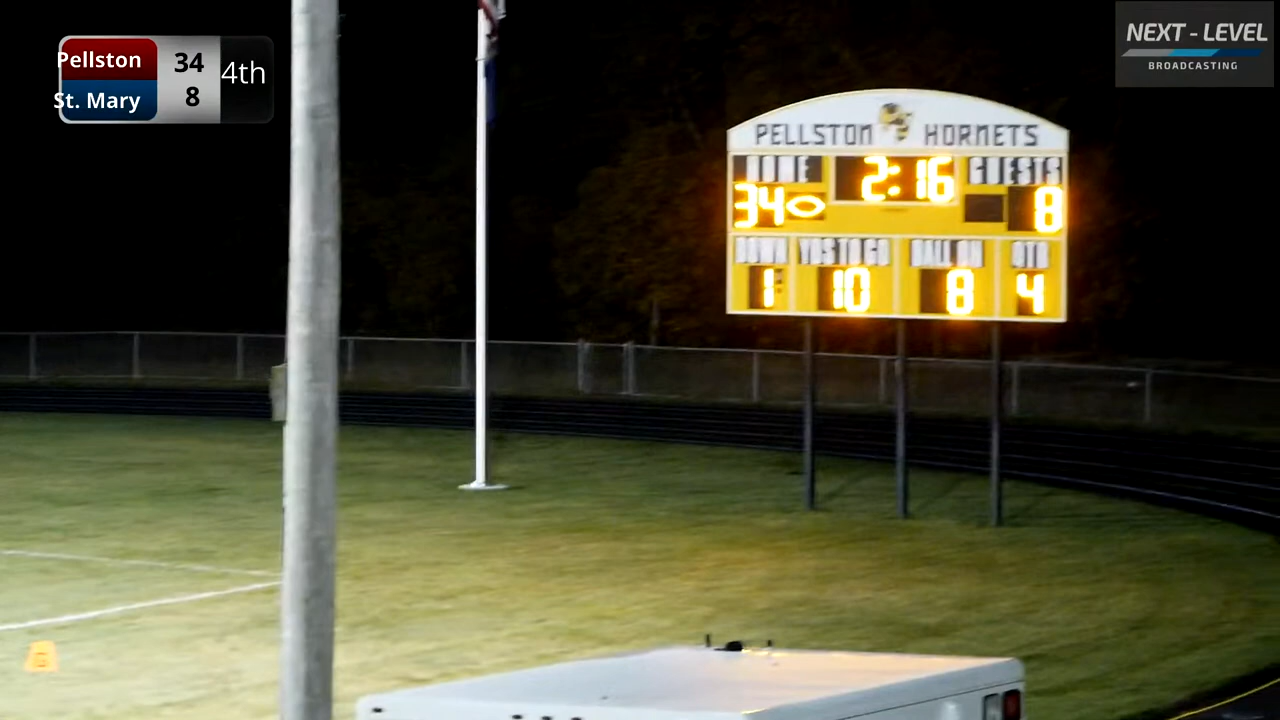 Pellston 34
St. Mary 8
4th
NEXT - LEVEL
BROADCASTING
PELLSTON HORNETS
HOME 2:16 GUESTS
34 8
DOWN YDS TO GO BALL ON QTR
1 10 8 4